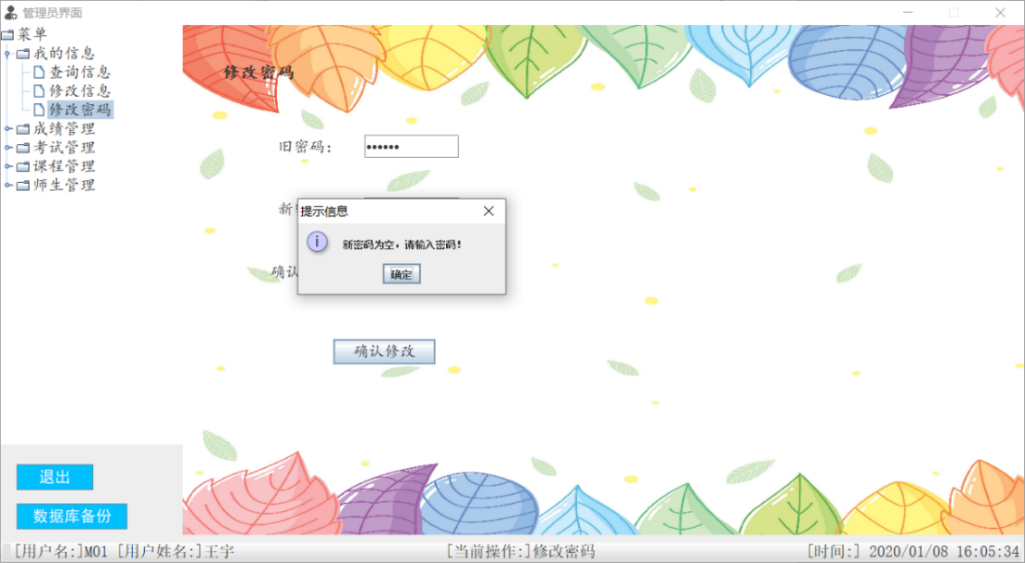 管理员界面
菜单
我的信息
查询信息
修改信息
修改密码
成绩管理
考试管理
课程管理
师生管理
修改密码
旧密码：
••••••
新
提示信息
新密码为空，请输入密码！
确定
确认
确认修改
退出
数据库备份
[用户名:]M01 [用户姓名:]王宇
[当前操作:]修改密码
[时间:] 2020/01/08 16:05:34